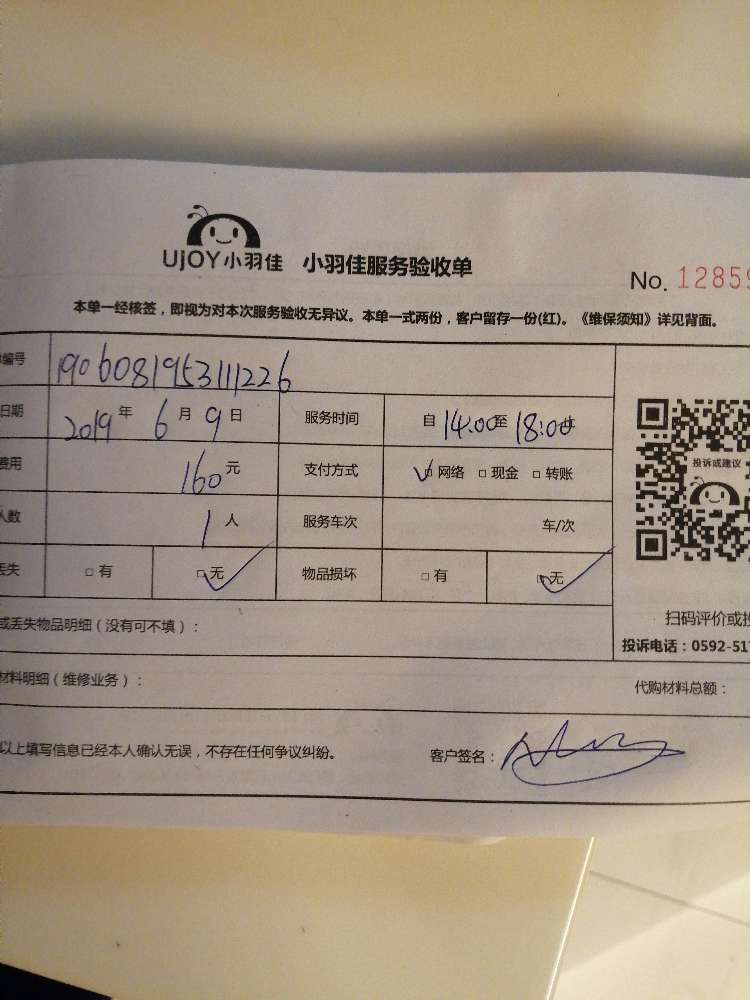 UJOY小羽佳 小羽佳服务验收单
No. 12859
本单一经核签，即视为对本次服务验收无异议。本单一式两份，客户留存一份(红)。《维保须知》详见背面。
编号 1906081953111226
日期 2019 年 6 月 9 日 服务时间 自 14:00 至 18:00 止
费用 160 元 支付方式 ☑网络 □现金 □转账
人数 1 人 服务车次 车/次
丢失 □有 ☑无 物品损坏 □有 ☑无
投诉或建议
扫码评价或投
投诉电话：0592-517
或丢失物品明细（没有可不填）：
材料明细（维修业务）：
代购材料总额：
以上填写信息已经本人确认无误，不存在任何争议纠纷。 客户签名：